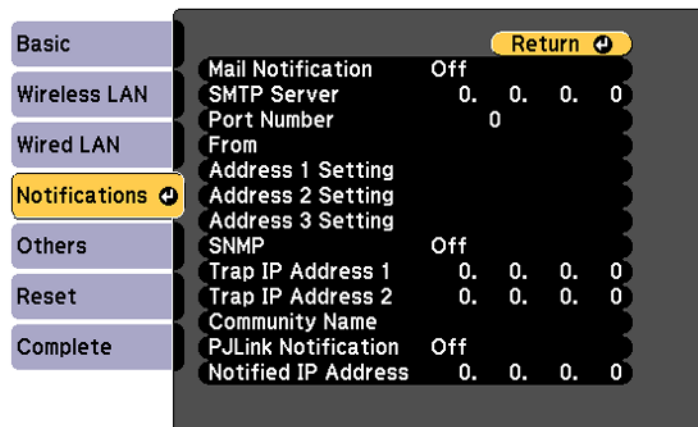 Basic
Wireless LAN
Wired LAN
Notifications
Others
Reset
Complete
Return
Mail Notification Off
SMTP Server 0. 0. 0. 0
Port Number 0
From
Address 1 Setting
Address 2 Setting
Address 3 Setting
SNMP Off
Trap IP Address 1 0. 0. 0. 0
Trap IP Address 2 0. 0. 0. 0
Community Name
PJLink Notification Off
Notified IP Address 0. 0. 0. 0